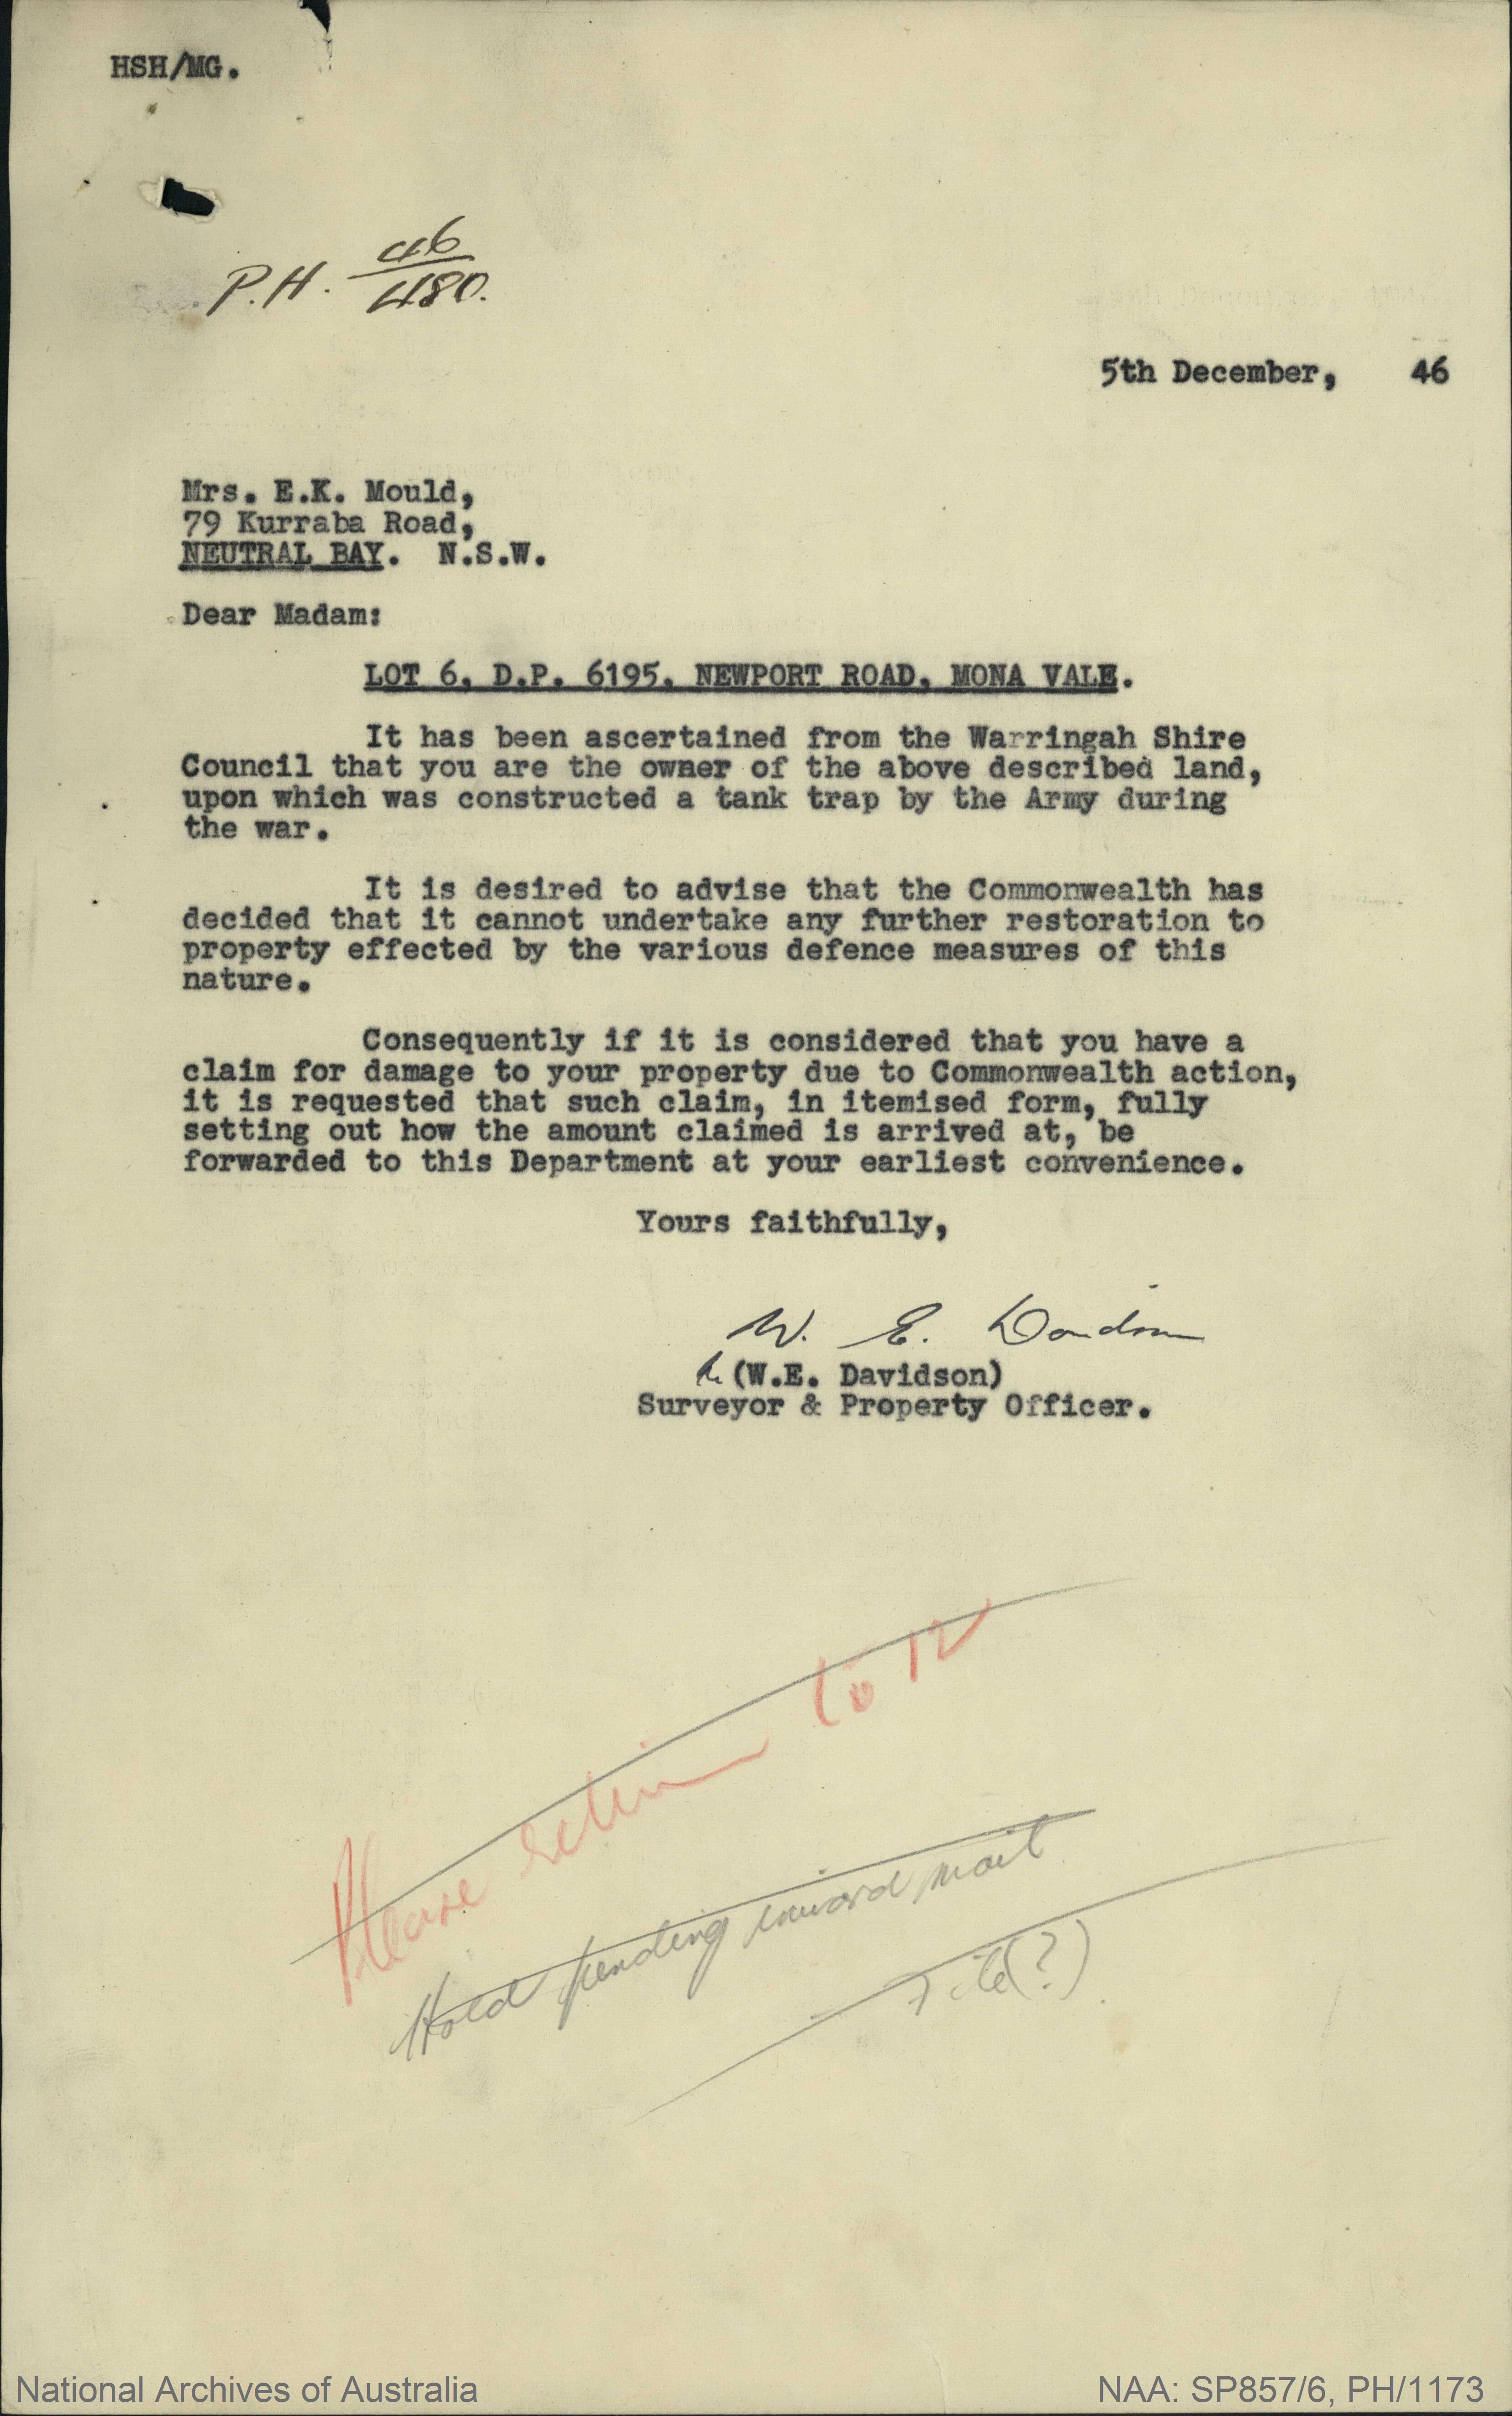 HSH/MG.
P.H. 46
480.
5th December, 46
Mrs. E.K. Mould,
79 Kurraba Road,
NEUTRAL BAY. N.S.W.
Dear Madam:
LOT 6, D.P. 6195, NEWPORT ROAD, MONA VALE.
It has been ascertained from the Warringah Shire
Council that you are the owner of the above described land,
upon which was constructed a tank trap by the Army during
the war.
It is desired to advise that the Commonwealth has
decided that it cannot undertake any further restoration to
property effected by the various defence measures of this
nature.
Consequently if it is considered that you have a
claim for damage to your property due to Commonwealth action,
it is requested that such claim, in itemised form, fully
setting out how the amount claimed is arrived at, be
forwarded to this Department at your earliest convenience.
Yours faithfully,
W. E. Davidson
(W.E. Davidson)
Surveyor & Property Officer.
Please return to
Hold pending inward mail
File(?)
National Archives of Australia NAA: SP857/6, PH/1173